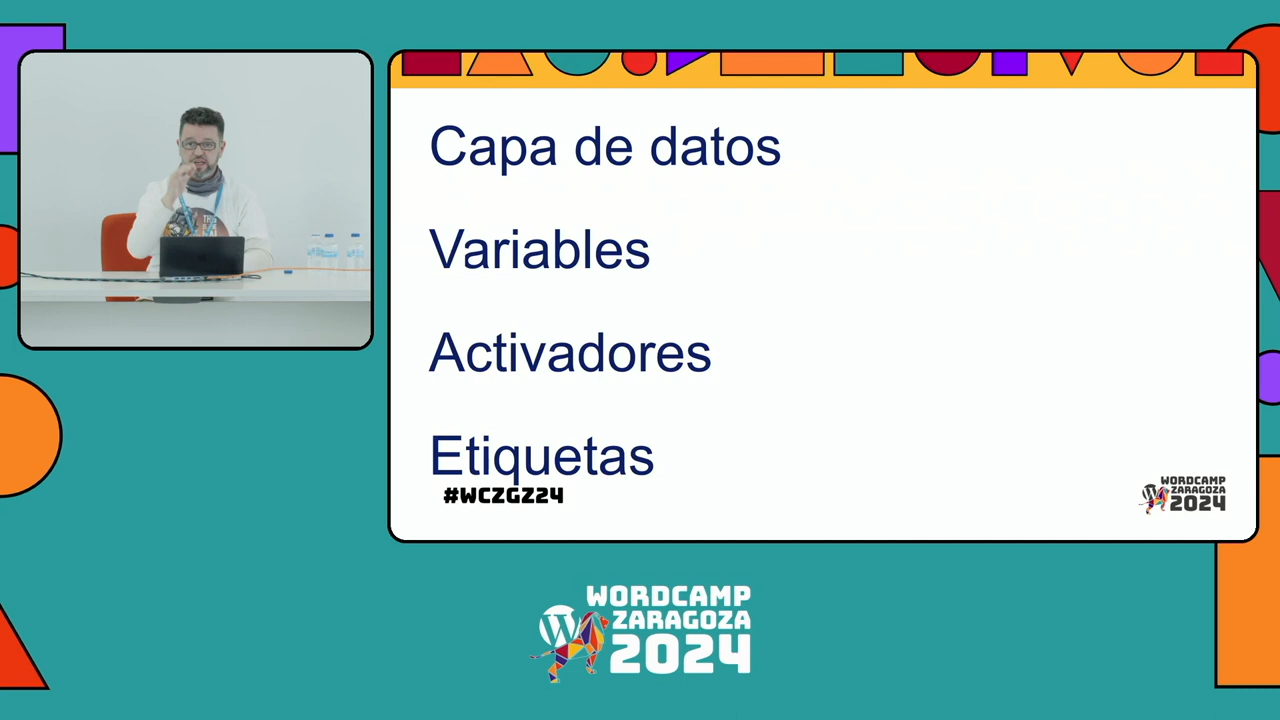 Capa de datos
Variables
Activadores
Etiquetas
#WCZGZ24
WORDCAMP
ZARAGOZA
2024
WORDCAMP
ZARAGOZA
2024